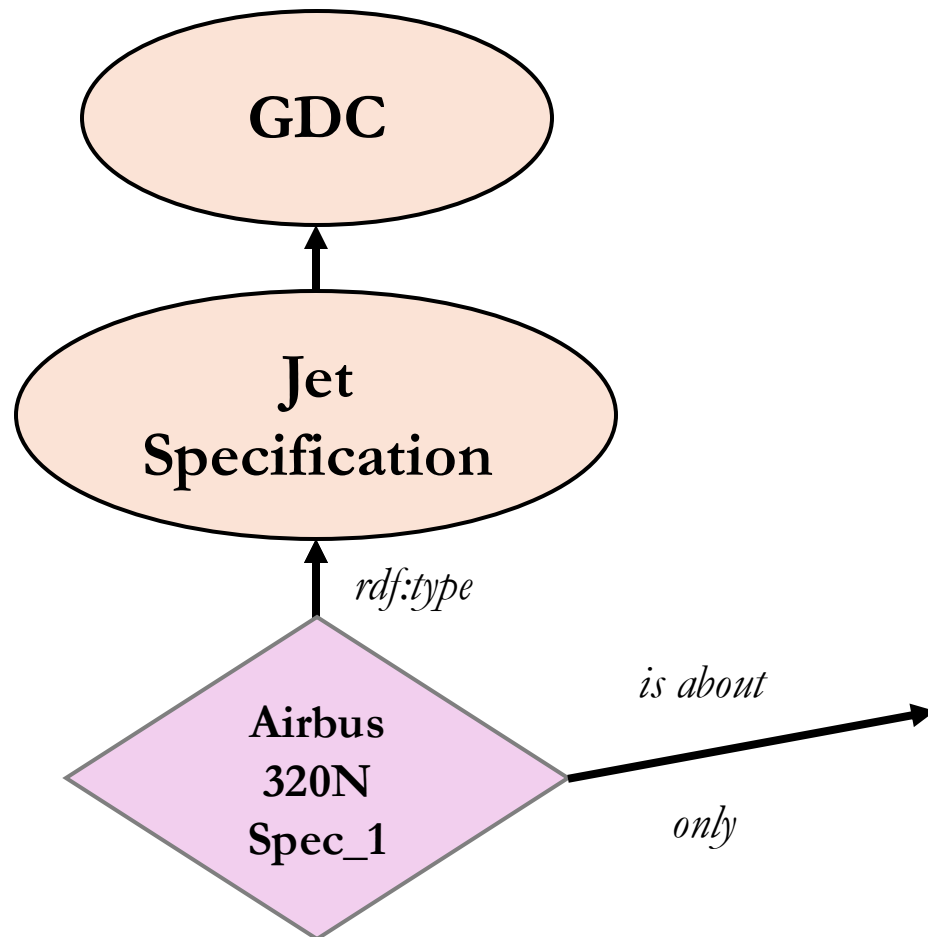 GDC
Jet
Specification
rdf:type
is about
Airbus
320N
Spec_1
only